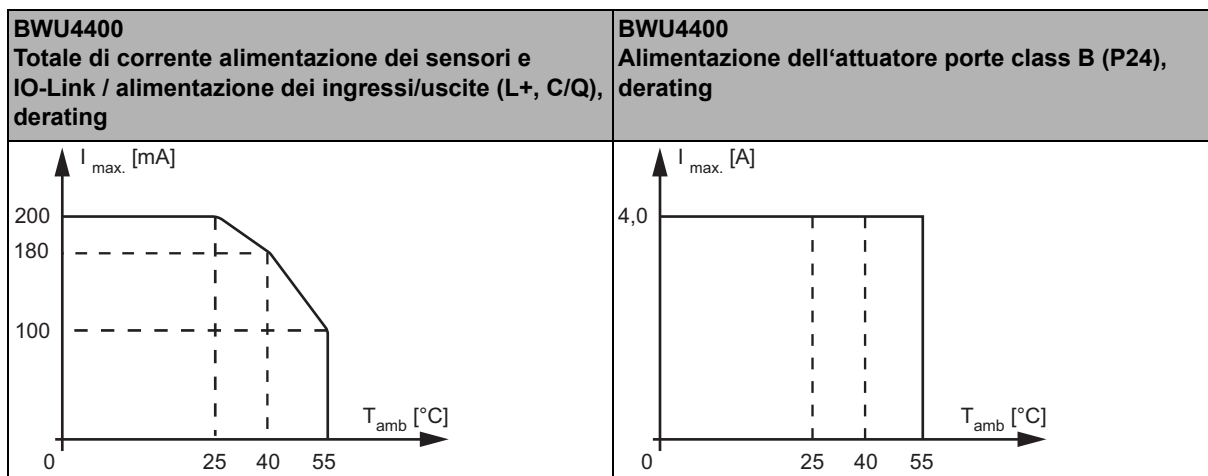 BWU4400
Totale di corrente alimentazione dei sensori e
IO-Link / alimentazione dei ingressi/uscite (L+, C/Q),
derating
BWU4400
Alimentazione dell‘attuatore porte class B (P24),
derating
I max. [mA]
200
180
100
T amb [°C]
0
25
40
55
I max. [A]
4,0
T amb [°C]
0
25
40
55